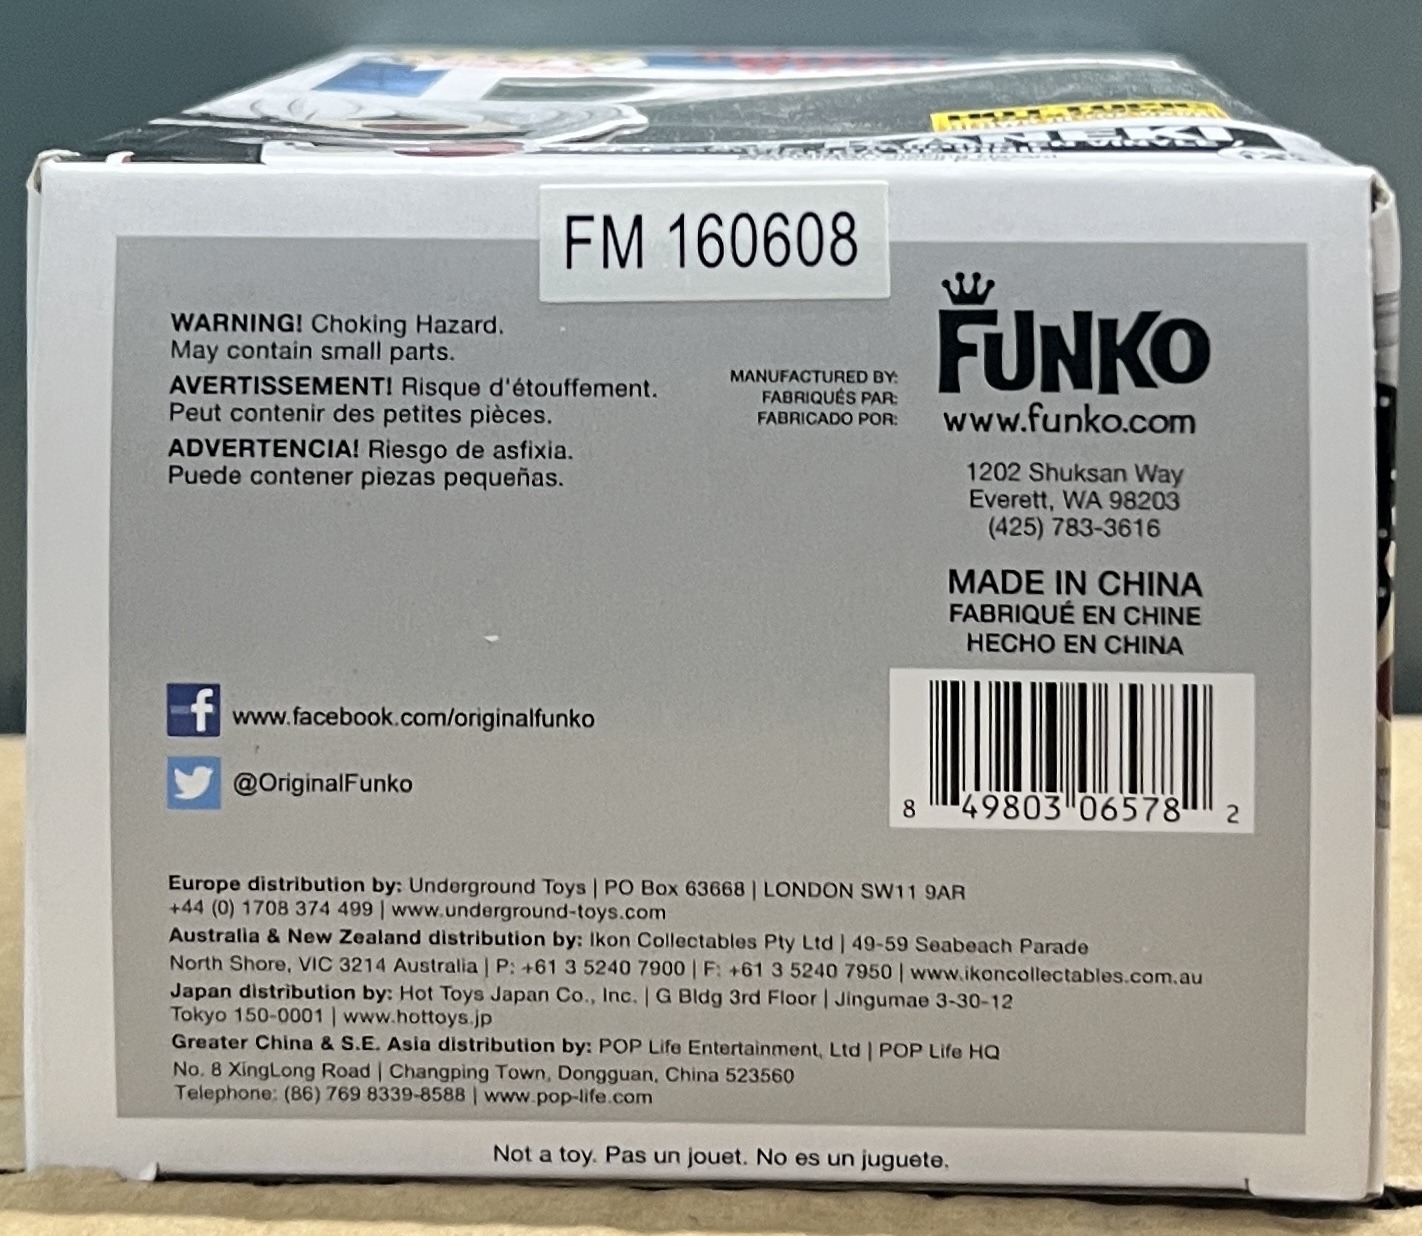 HOT TOPIC
FM 160608
WARNING! Choking Hazard.
May contain small parts.
AVERTISSEMENT! Risque d'étouffement.
Peut contenir des petites pièces.
ADVERTENCIA! Riesgo de asfixia.
Puede contener piezas pequeñas.
MANUFACTURED BY:
FABRIQUÉS PAR:
FABRICADO POR:
FUNKO
www.funko.com
1202 Shuksan Way
Everett, WA 98203
(425) 783-3616
MADE IN CHINA
FABRIQUÉ EN CHINE
HECHO EN CHINA
f www.facebook.com/originalfunko
@OriginalFunko
8 49803 06578 2
Europe distribution by: Underground Toys | PO Box 63668 | LONDON SW11 9AR
+44 (0) 1708 374 499 | www.underground-toys.com
Australia & New Zealand distribution by: Ikon Collectables Pty Ltd | 49-59 Seabeach Parade
North Shore, VIC 3214 Australia | P: +61 3 5240 7900 | F: +61 3 5240 7950 | www.ikoncollectables.com.au
Japan distribution by: Hot Toys Japan Co., Inc. | G Bldg 3rd Floor | Jingumae 3-30-12
Tokyo 150-0001 | www.hottoys.jp
Greater China & S.E. Asia distribution by: POP Life Entertainment, Ltd | POP Life HQ
No. 8 XingLong Road | Changping Town, Dongguan, China 523560
Telephone: (86) 769 8339-8588 | www.pop-life.com
Not a toy. Pas un jouet. No es un juguete.